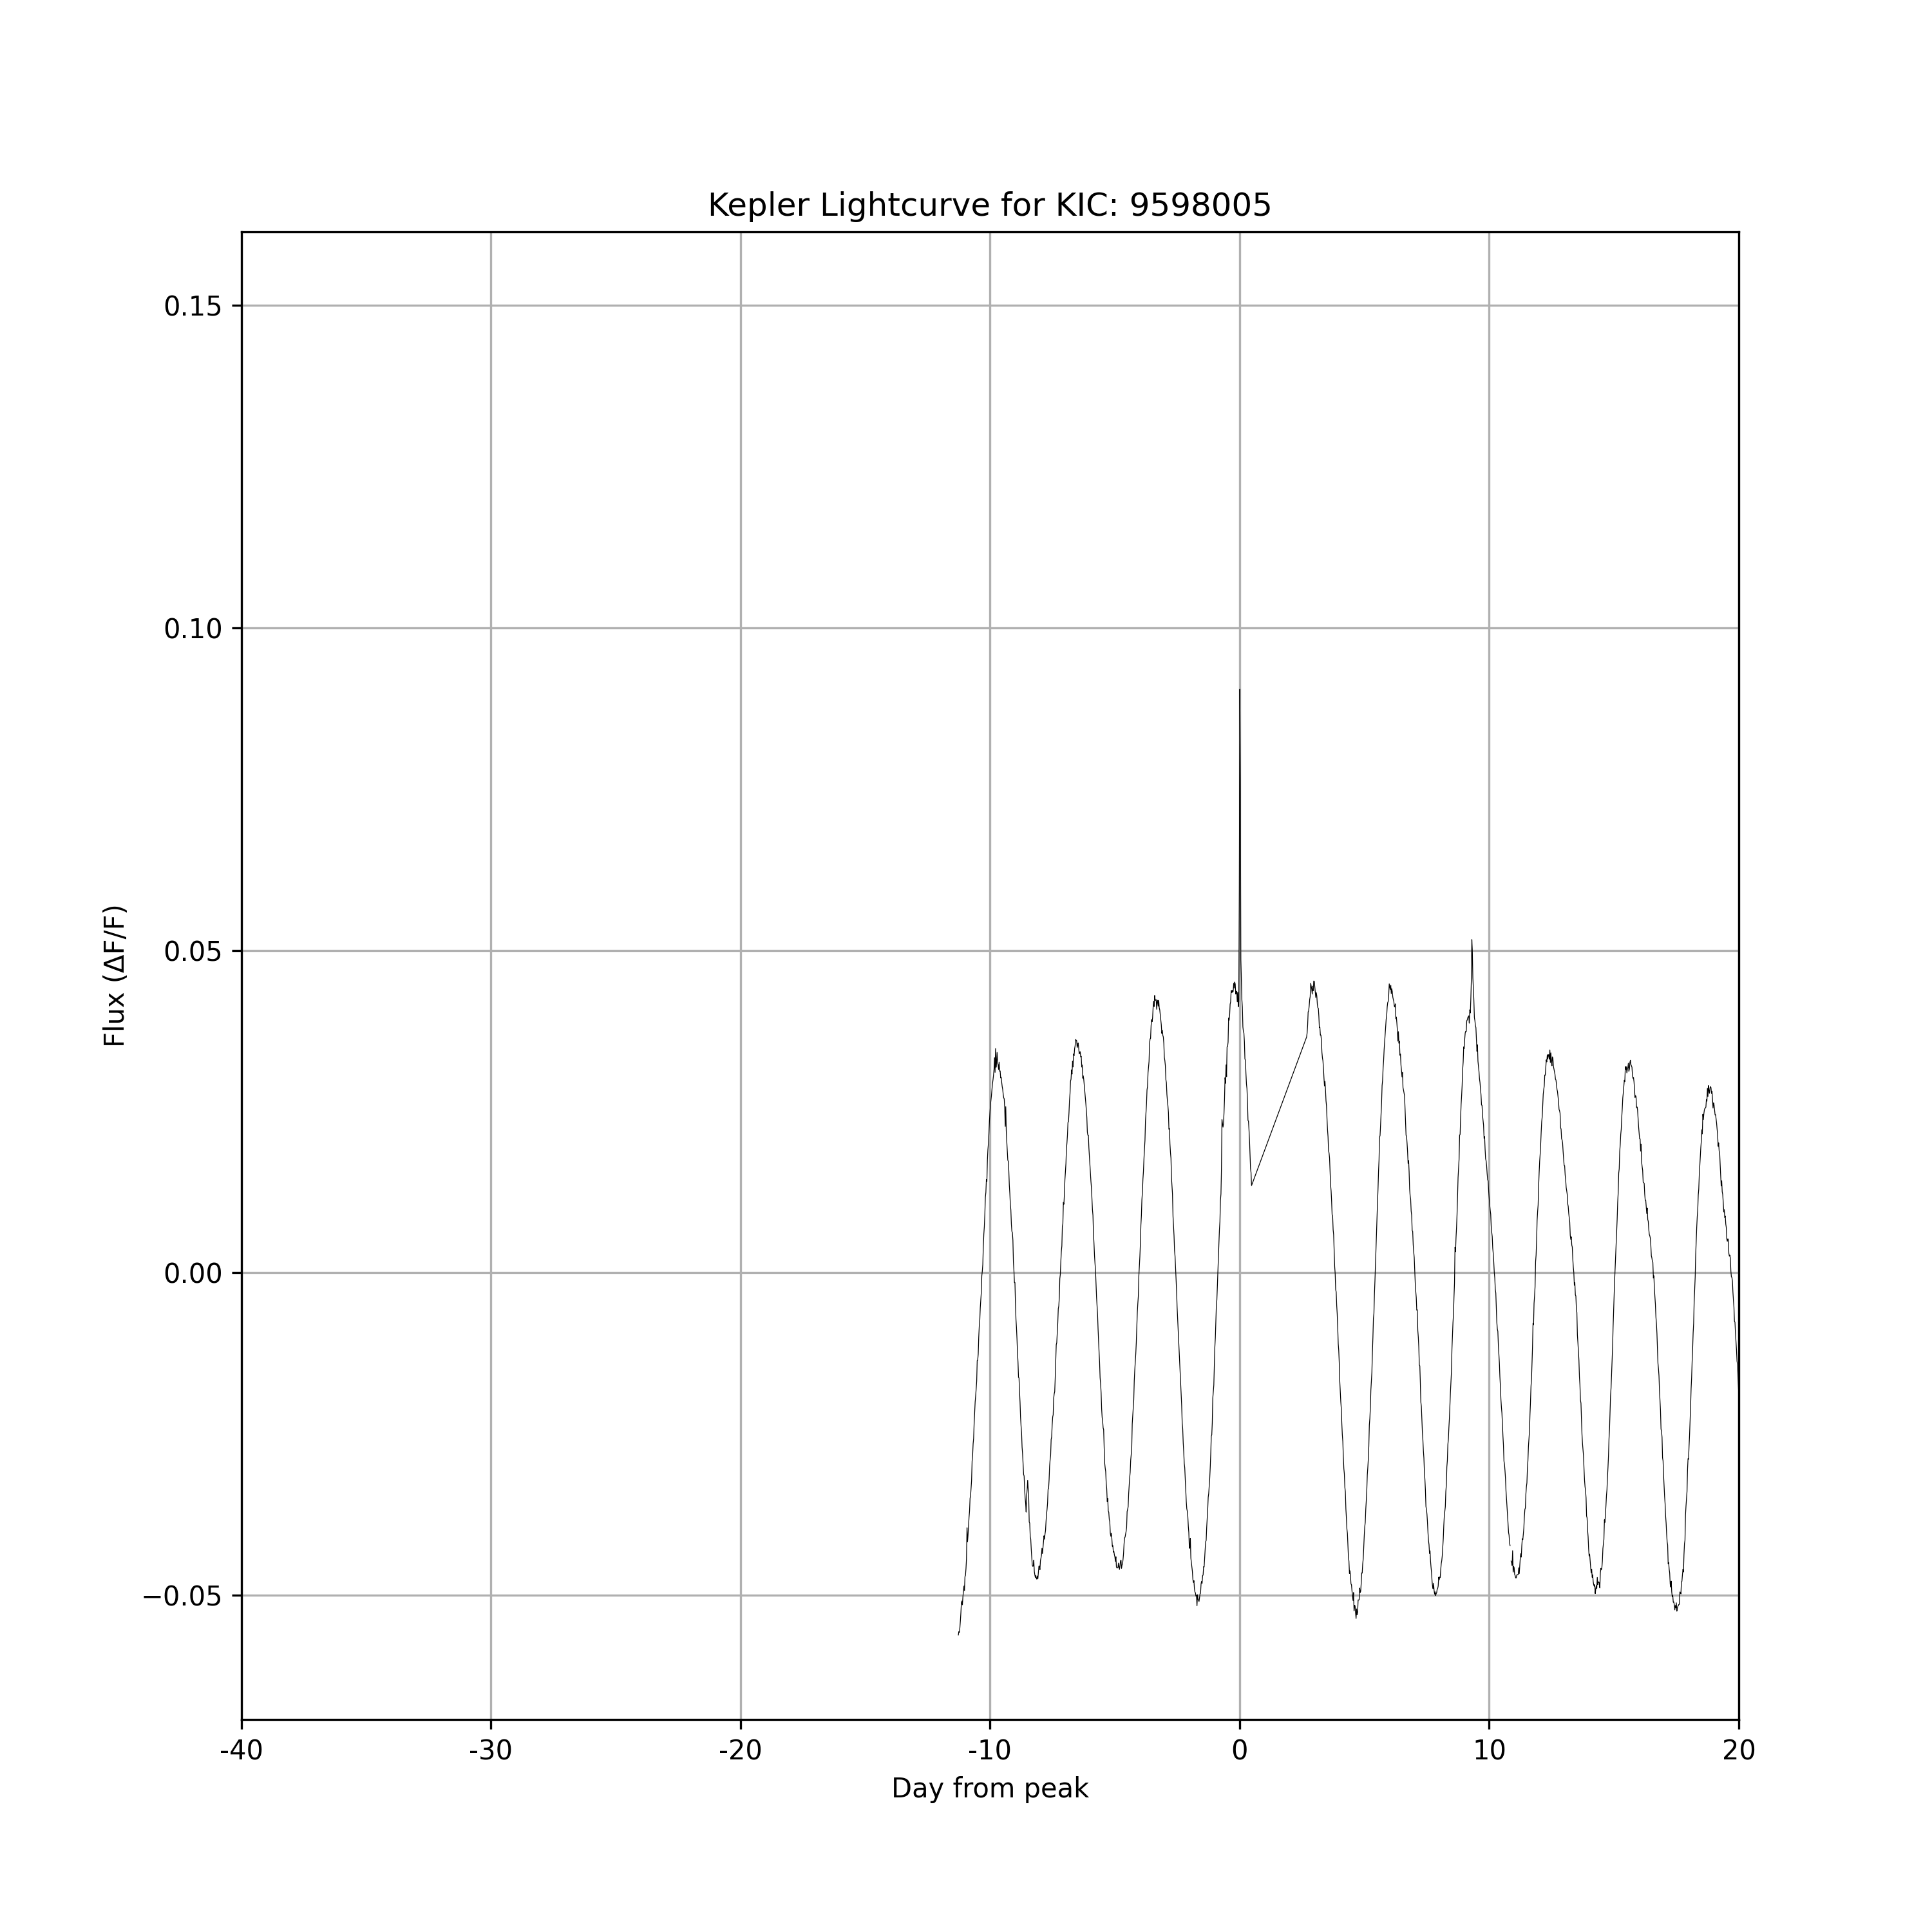 Kepler Lightcurve for KIC: 9598005
0.15
0.10
0.05
0.00
−0.05
Flux (ΔF/F)
-40 -30 -20 -10 0 10 20
Day from peak